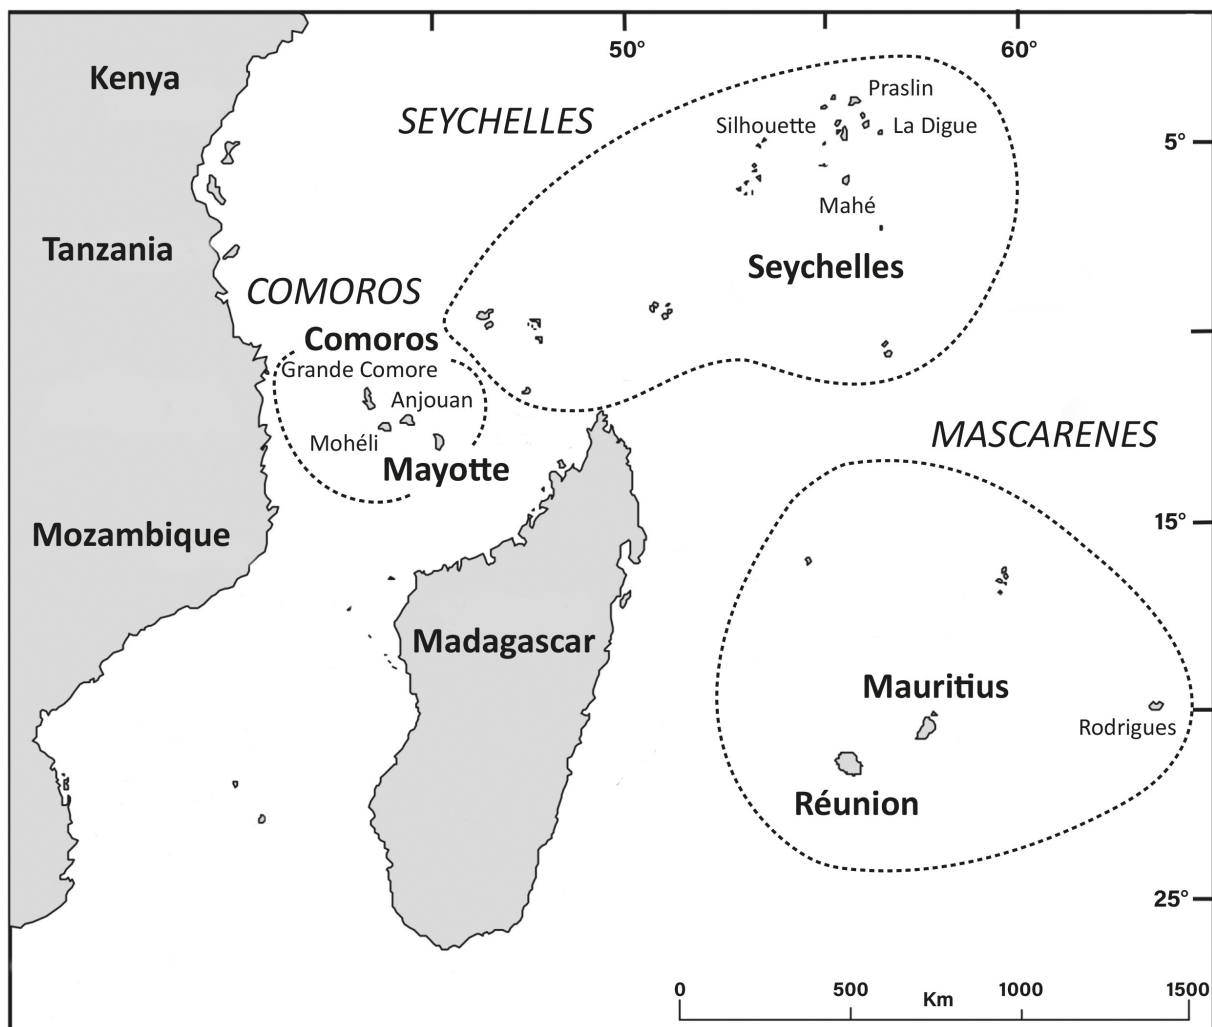 50°
60°
Kenya
SEYCHELLES
Praslin
Silhouette
La Digue
5°
Mahé
Tanzania
Seychelles
COMOROS
Comoros
Grande Comore
Anjouan
Mohéli
Mayotte
MASCARENES
15°
Mozambique
Madagascar
Mauritius
Rodrigues
Réunion
25°
0 500 1000 1500
Km